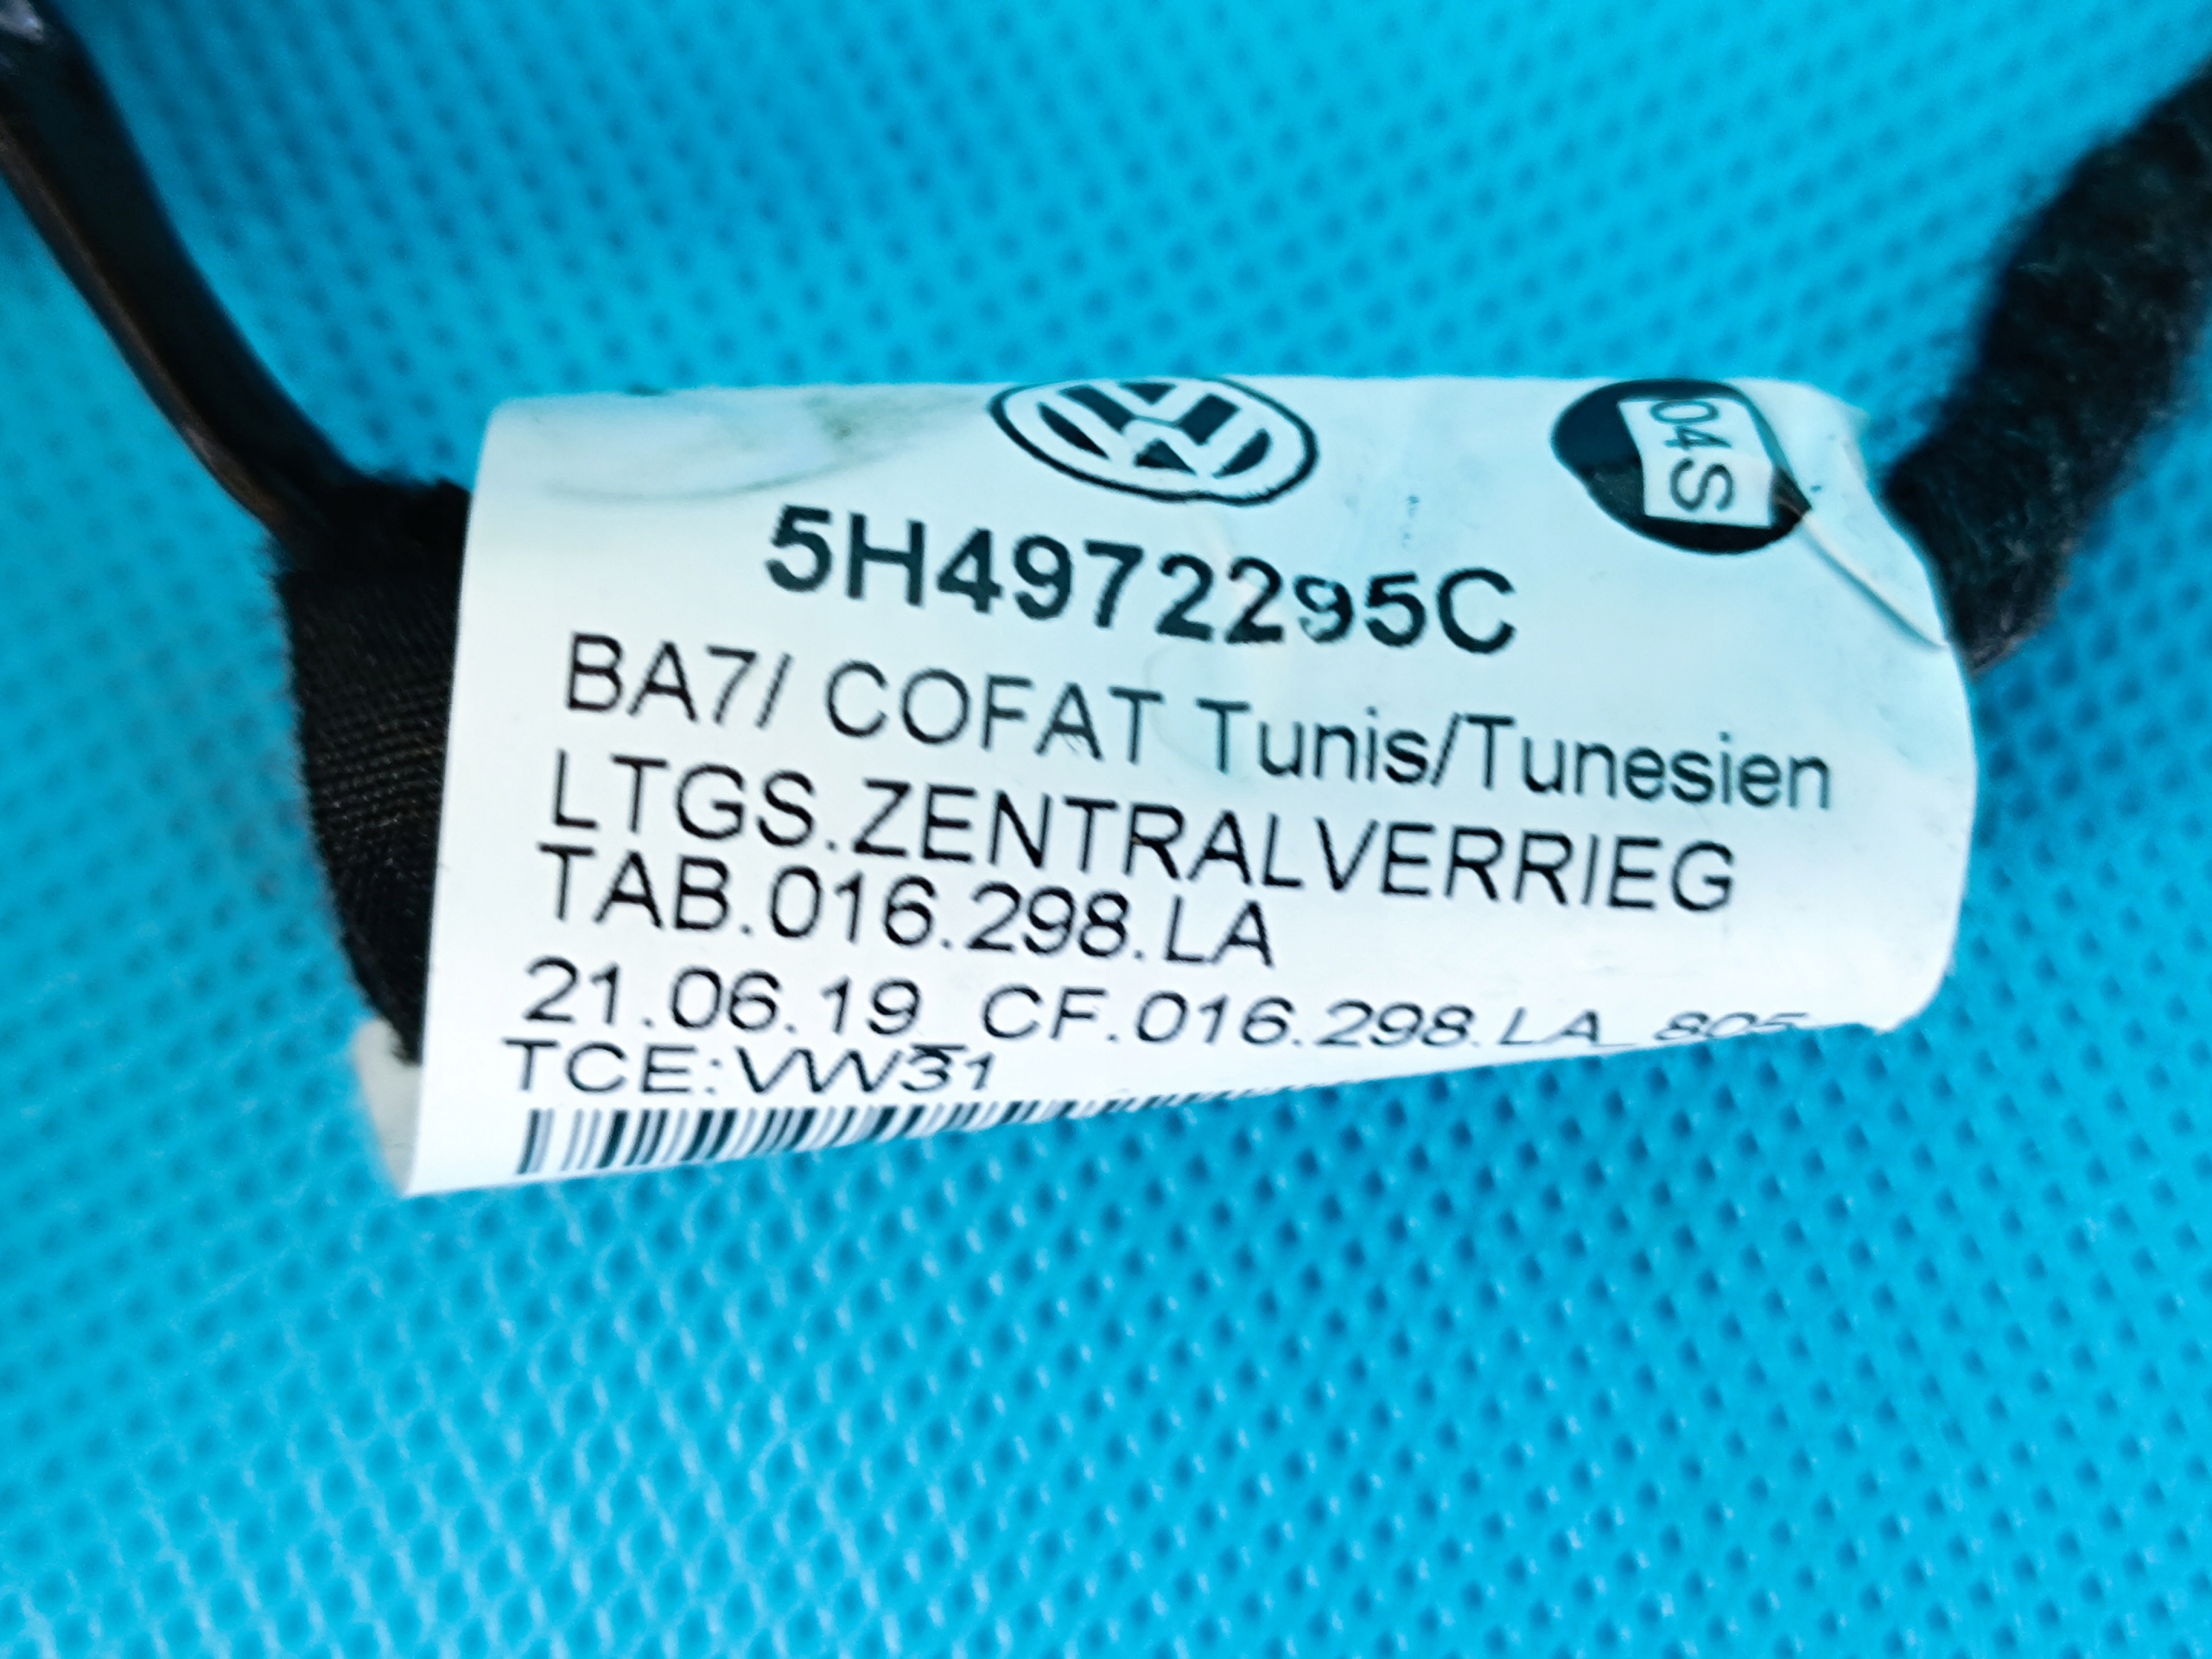 04S
5H4972295C
BA7/ COFAT Tunis/Tunesien
LTGS.ZENTRALVERRIEG
TAB.016.298.LA
21.06.19_CF.016.298.LA_805
TCE:VW31